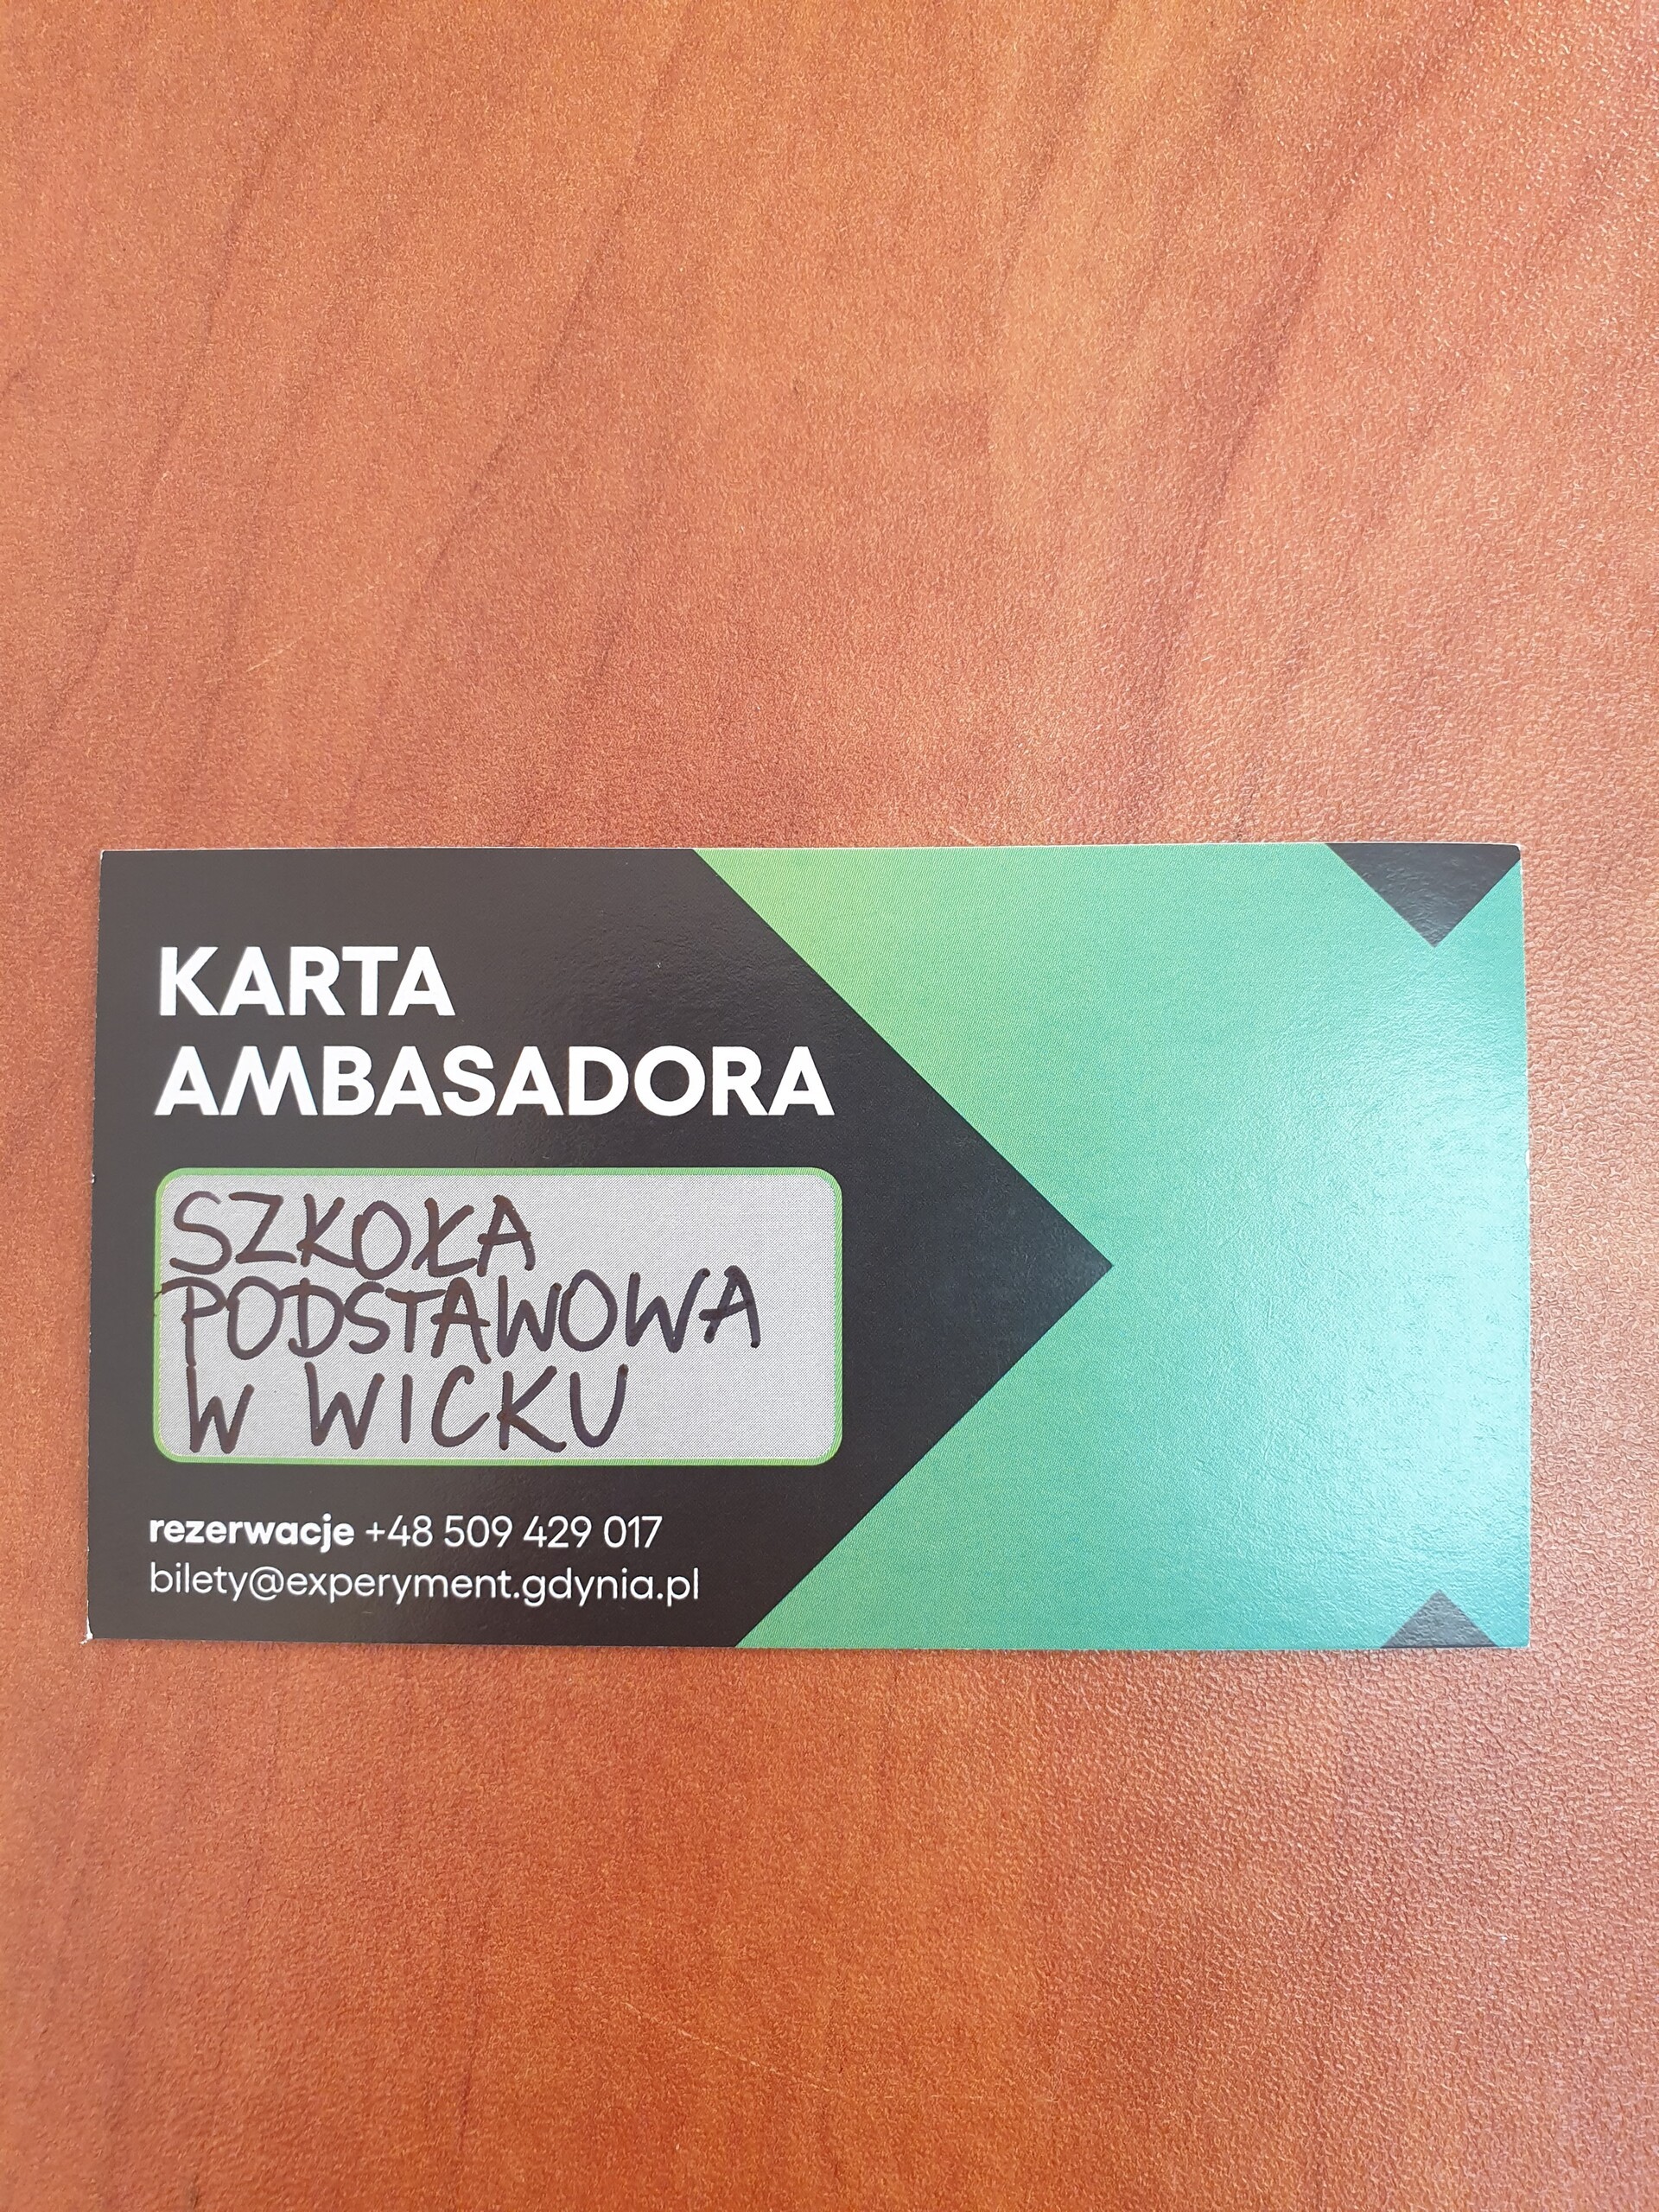 KARTA
AMBASADORA
SZKOŁA
PODSTAWOWA
W WICKU
rezerwacje +48 509 429 017
bilety@experyment.gdynia.pl